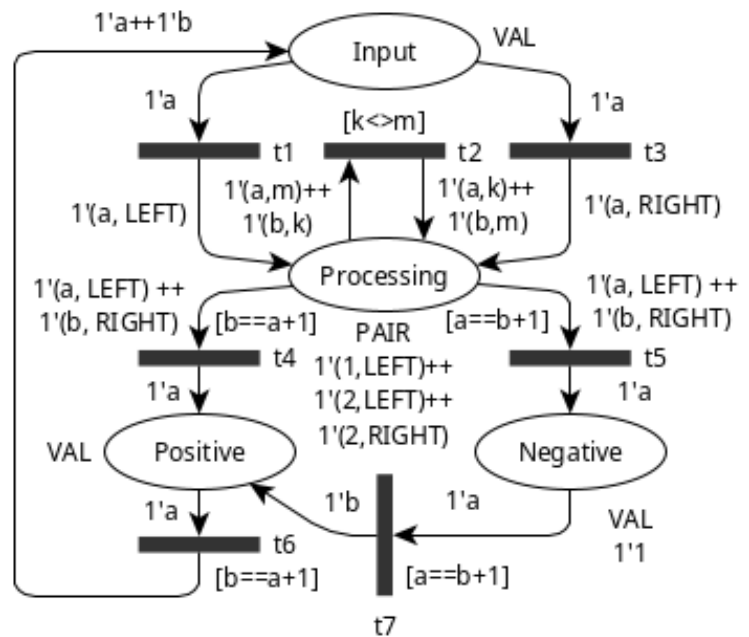 1'a++1'b
Input
VAL
1'a
1'a
[k<>m]
t1
t2
t3
1'(a, LEFT)
1'(a,m)++
1'(b,k)
1'(a,k)++
1'(b,m)
1'(a, RIGHT)
Processing
1'(a, LEFT) ++
1'(b, RIGHT)
[b==a+1]
PAIR
1'(1,LEFT)++
1'(2,LEFT)++
1'(2,RIGHT)
[a==b+1]
1'(a, LEFT) ++
1'(b, RIGHT)
t4
t5
1'a
1'a
VAL
Positive
Negative
1'a
1'b
1'a
VAL
1'1
t6
[b==a+1]
[a==b+1]
t7